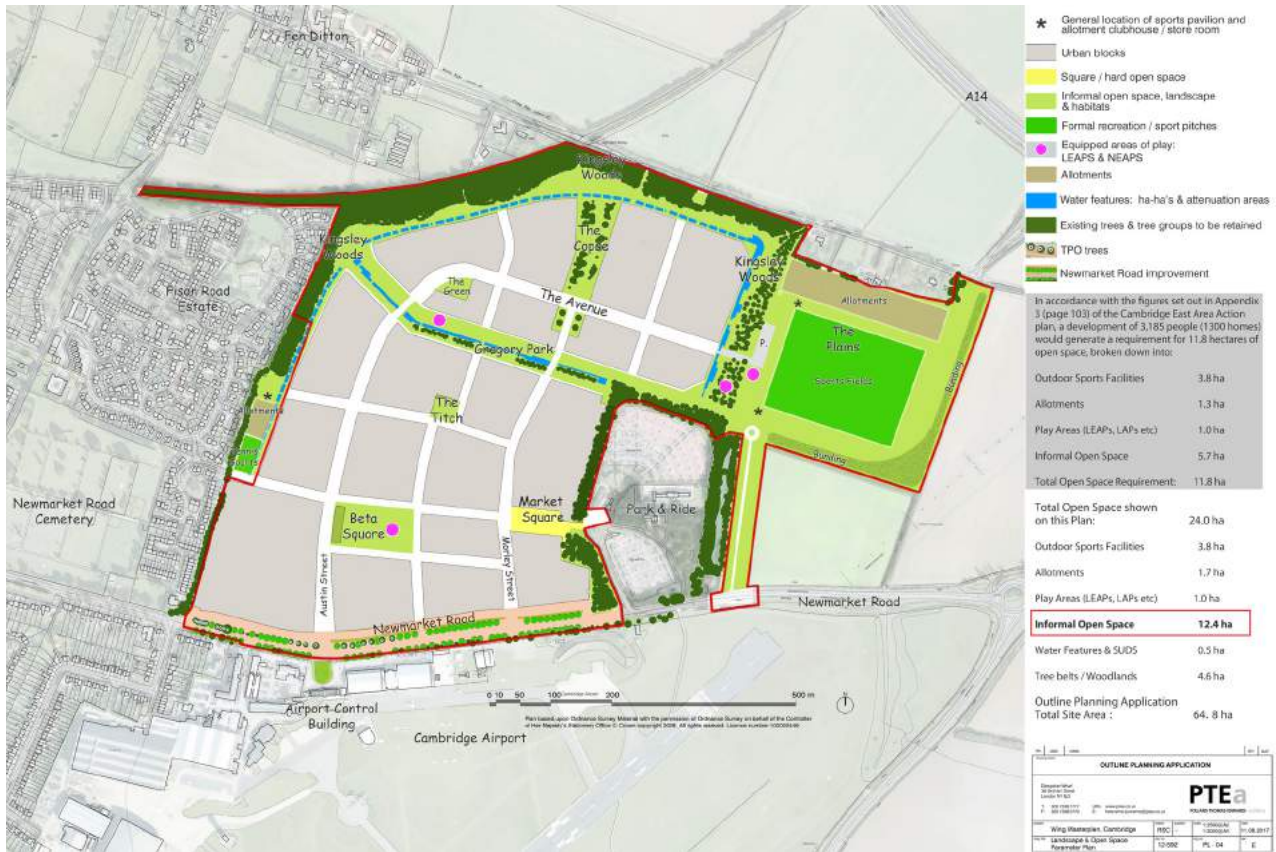 Fen Ditton
A14
Kingsley
Woods
Kingsley
Woods
The
Copse
Kingsley
Woods
Fison Road
Estate
The
Green
The Avenue
Allotments
The
Plains
P.
Gregory Park
Sports Fields
Bunding
The
Titch
Allotments
Bunding
Newmarket Road
Cemetery
Market
Square
Park & Ride
Beta
Square
Austin Street
Morley Street
Newmarket Road
Newmarket Road
Airport Control
Building
Cambridge Airport
0 10 50 100 200 500 m
General location of sports pavilion and
allotment clubhouse / store room
Urban blocks
Square / hard open space
Informal open space, landscape
& habitats
Formal recreation / sport pitches
Equipped areas of play:
LEAPS & NEAPS
Allotments
Water features: ha-ha's & attenuation areas
Existing trees & tree groups to be retained
TPO trees
Newmarket Road improvement
In accordance with the figures set out in Appendix
3 (page 103) of the Cambridge East Area Action
plan, a development of 3,185 people (1300 homes)
would generate a requirement for 11.8 hectares of
open space, broken down into:
Outdoor Sports Facilities 3.8 ha
Allotments 1.3 ha
Play Areas (LEAPs, LAPs etc) 1.0 ha
Informal Open Space 5.7 ha
Total Open Space Requirement: 11.8 ha
Total Open Space shown
on this Plan: 24.0 ha
Outdoor Sports Facilities 3.8 ha
Allotments 1.7 ha
Play Areas (LEAPs, LAPs etc) 1.0 ha
Informal Open Space 12.4 ha
Water Features & SUDS 0.5 ha
Tree belts / Woodlands 4.6 ha
Outline Planning Application
Total Site Area : 64. 8 ha
OUTLINE PLANNING APPLICATION
PTEa
Wing Masterplan, Cambridge
Landscape & Open Space
Parameter Plan
12-592
PL - 04
E